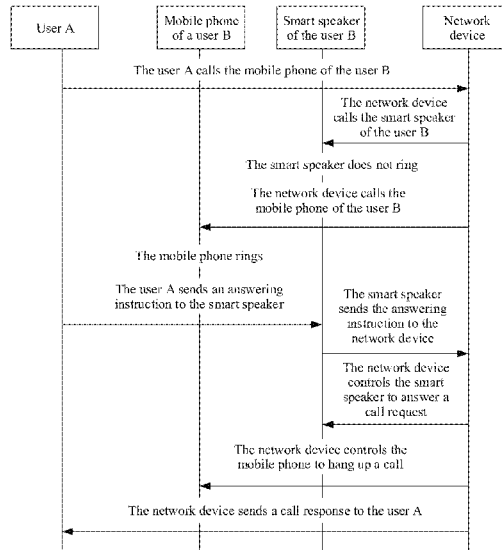 User A
Mobile phone
of a user B
Smart speaker
of the user B
Network
device
The user A calls the mobile phone of the user B
The network device
calls the smart speaker
of the user B
The smart speaker does not ring
The network device calls the
mobile phone of the user B
The mobile phone rings
The user A sends an answering
instruction to the smart speaker
The smart speaker
sends the answering
instruction to the
network device
The network device
controls the smart
speaker to answer a
call request
The network device controls the
mobile phone to hang up a call
The network device sends a call response to the user A